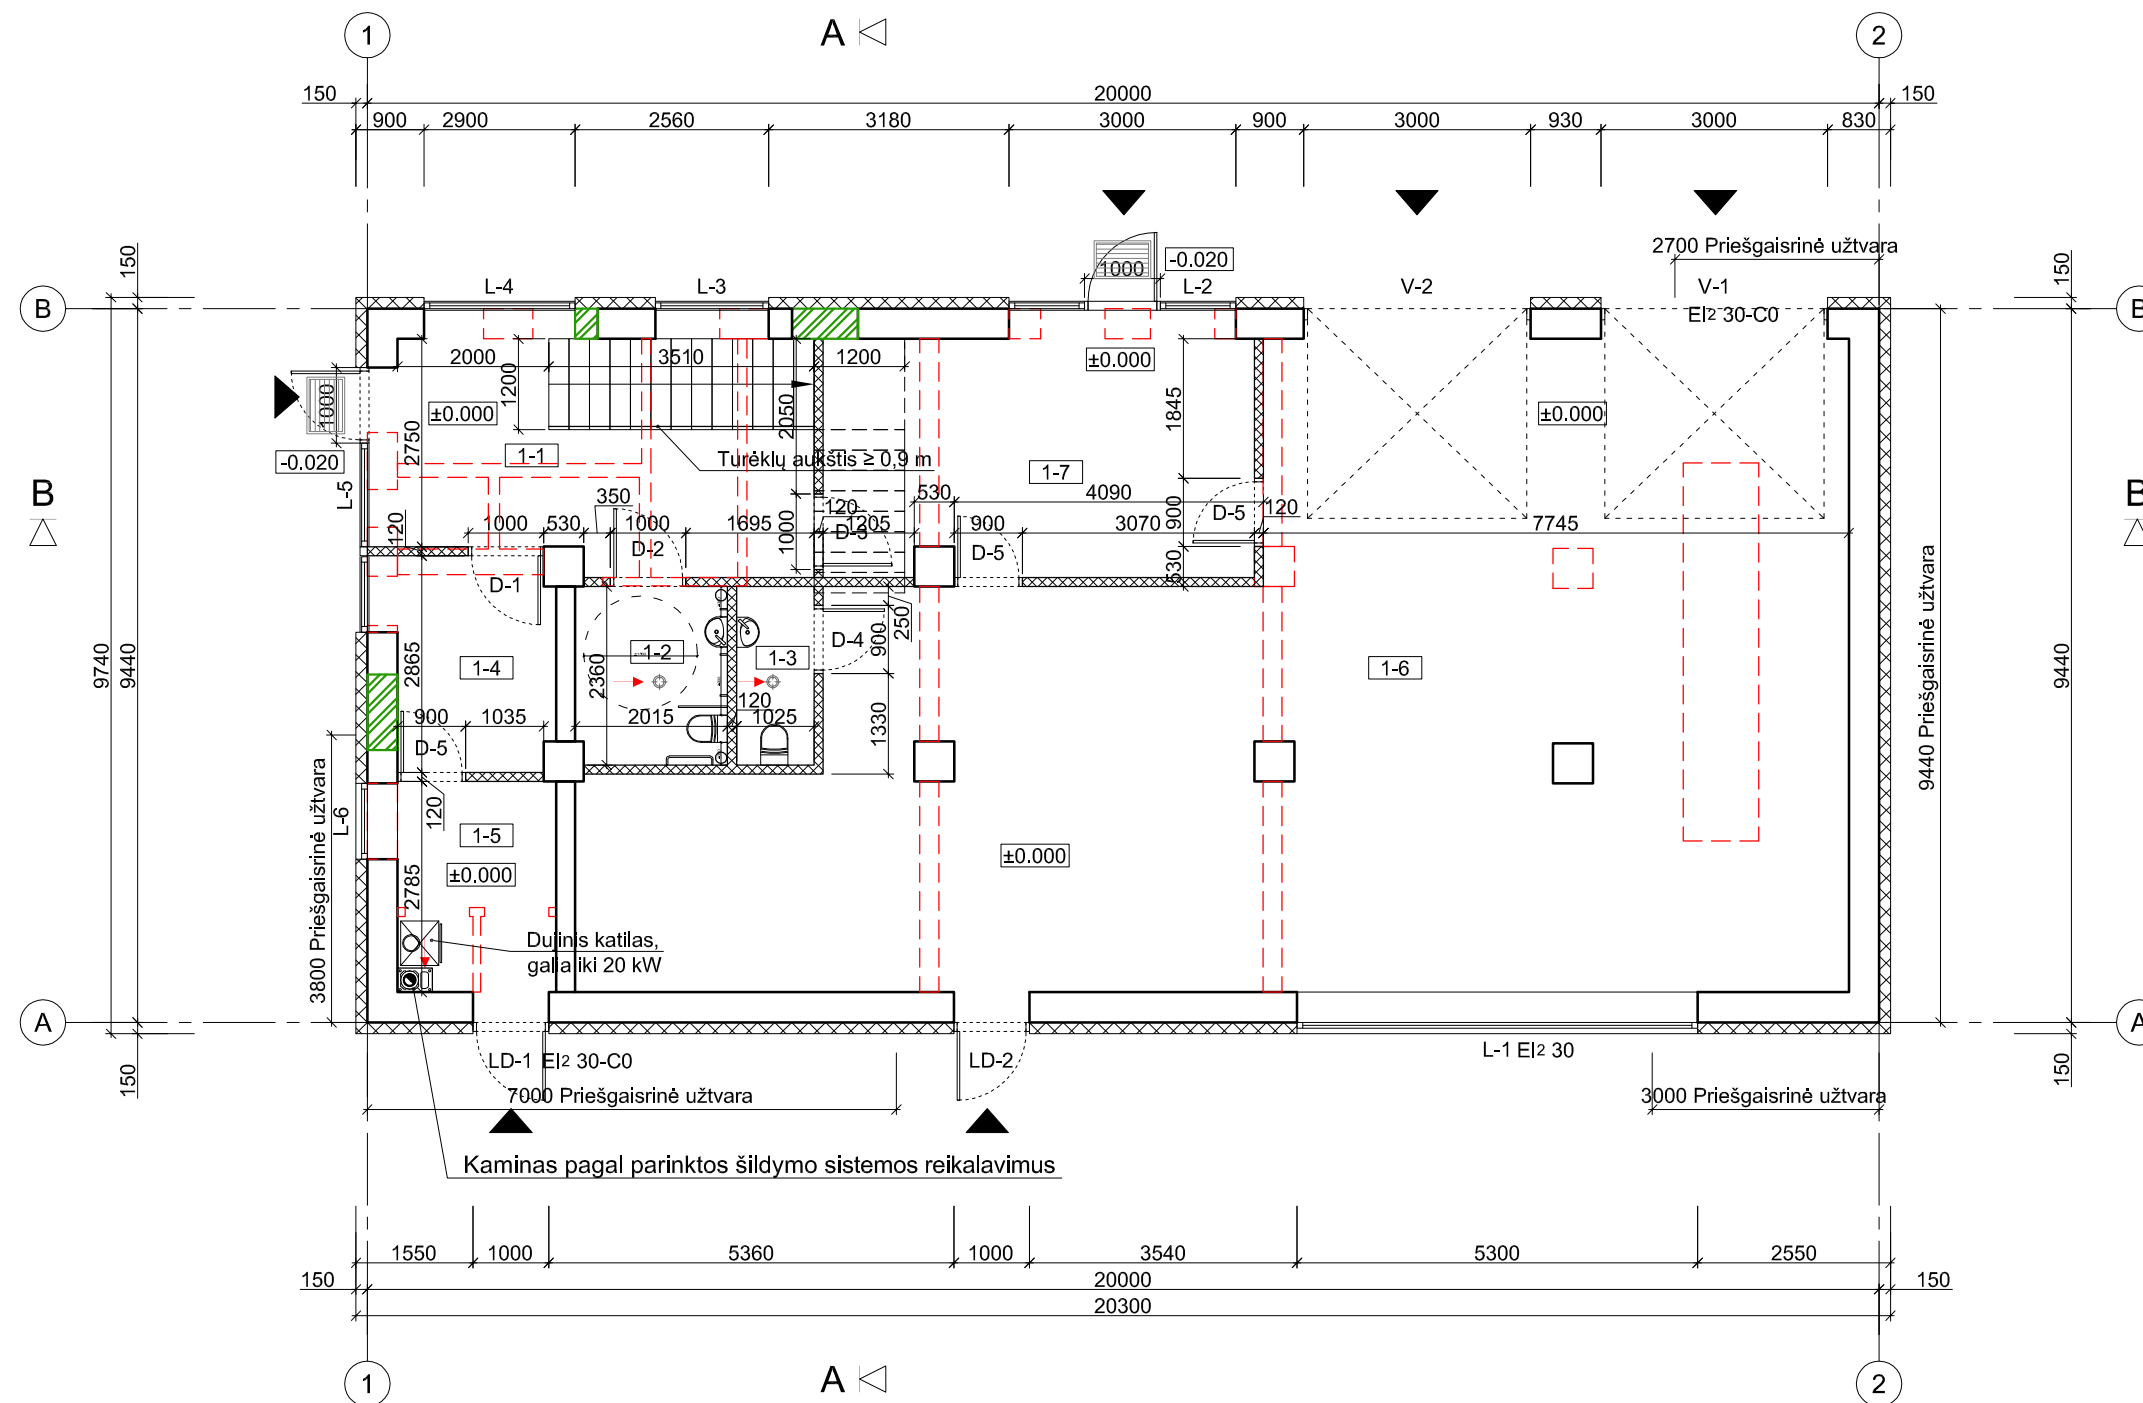 1
A
2
150
20000
150
900
2900
2560
3180
3000
900
3000
930
3000
830
2700 Priešgaisrinė užtvara
150
150
1000
-0.020
L-4
L-3
L-2
V-2
V-1
EI2 30-C0
B
B
2000
3510
1200
±0.000
±0.000
±0.000
1000
1200
2050
1845
2750
-0.020
1-1
Turėklų aukštis ≥ 0,9 m
1-7
B
B
L-5
350
530
4090
120
120
120
1000
530
1000
1695
1000
1205
900
3070
900
D-5
7745
D-2
D-3
D-5
530
D-1
9740
9440
9440 Priešgaisrinė užtvara
9440
2865
1-4
2360
1-2
1-3
D-4
900
250
1-6
120
900
1035
2015
1025
1330
D-5
3800 Priešgaisrinė užtvara
L-6
120
1-5
±0.000
±0.000
2785
Dujinis katilas,
galia iki 20 kW
A
A
LD-1 EI2 30-C0
LD-2
L-1 EI2 30
150
150
7000 Priešgaisrinė užtvara
3000 Priešgaisrinė užtvara
Kaminas pagal parinktos šildymo sistemos reikalavimus
1550
1000
5360
1000
3540
5300
2550
150
20000
150
20300
1
A
2